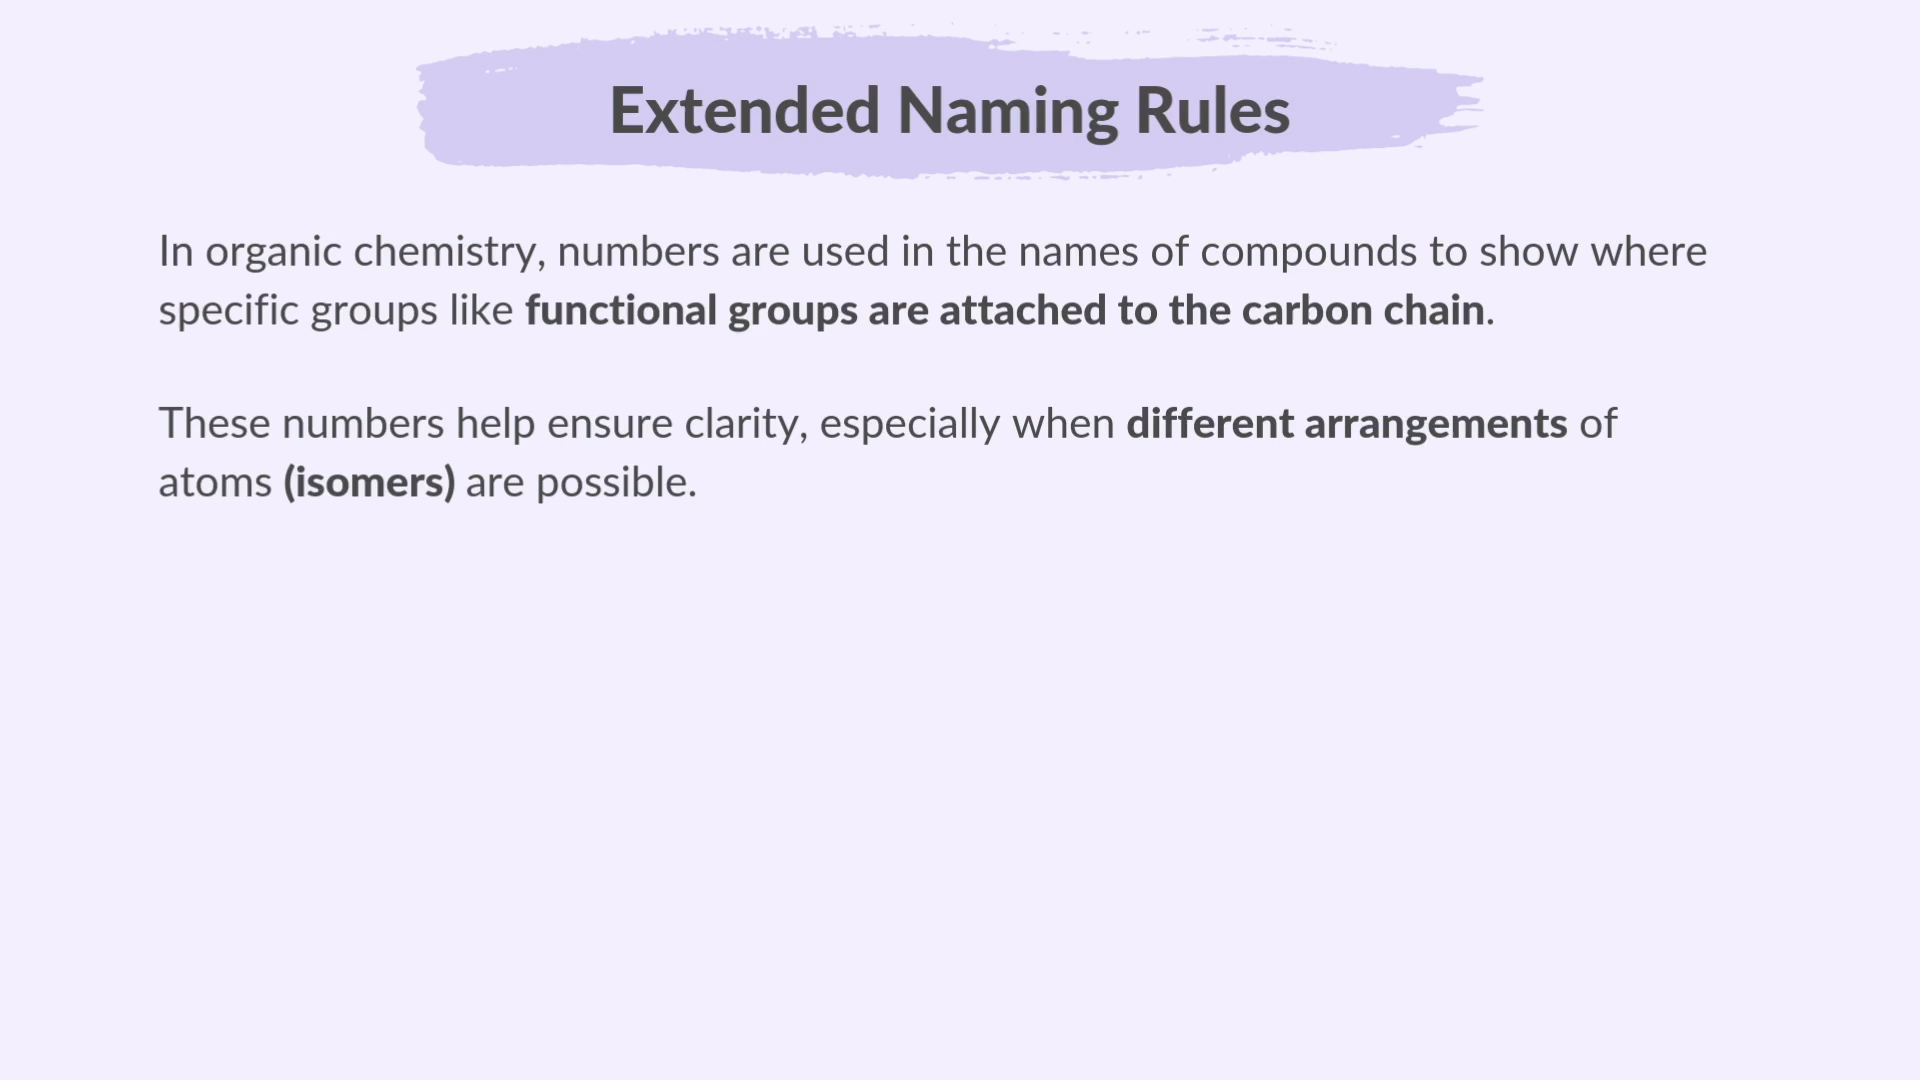 Extended Naming Rules
In organic chemistry, numbers are used in the names of compounds to show where
specific groups like functional groups are attached to the carbon chain.
These numbers help ensure clarity, especially when different arrangements of
atoms (isomers) are possible.